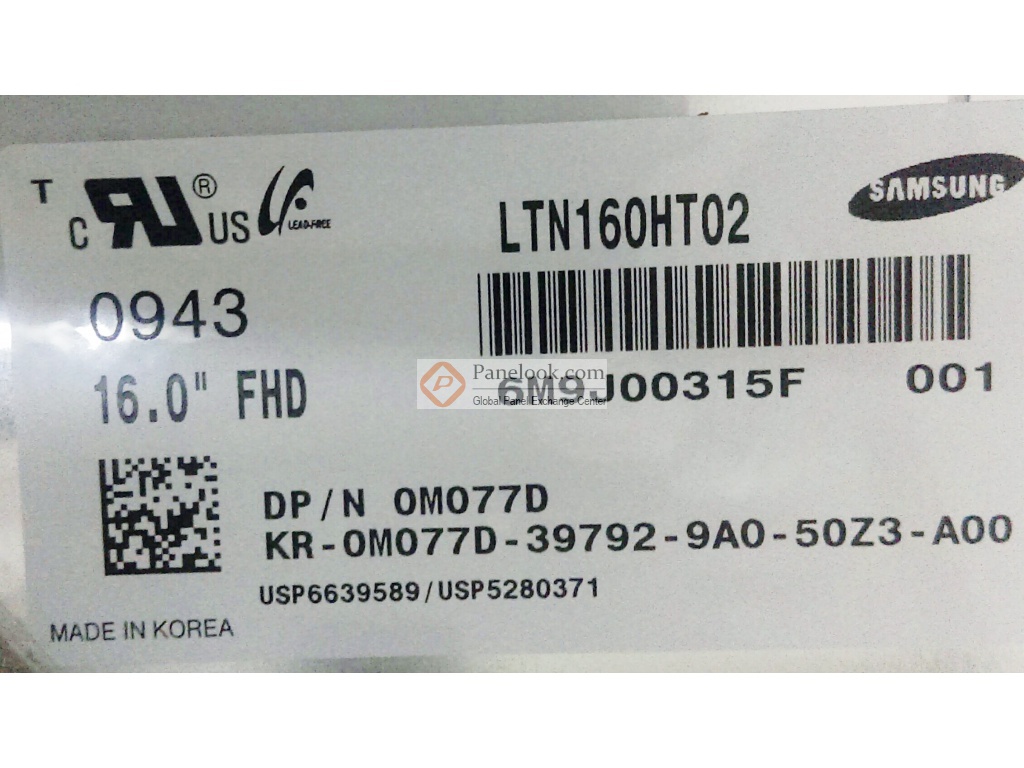 T
c RU ® US LEAD-FREE
LTN160HT02
SAMSUNG
0943
16.0" FHD
6M9J00315F 001
Panelook.com
Global Panel Exchange Center
DP/N 0M077D
KR-0M077D-39792-9A0-50Z3-A00
USP6639589/USP5280371
MADE IN KOREA